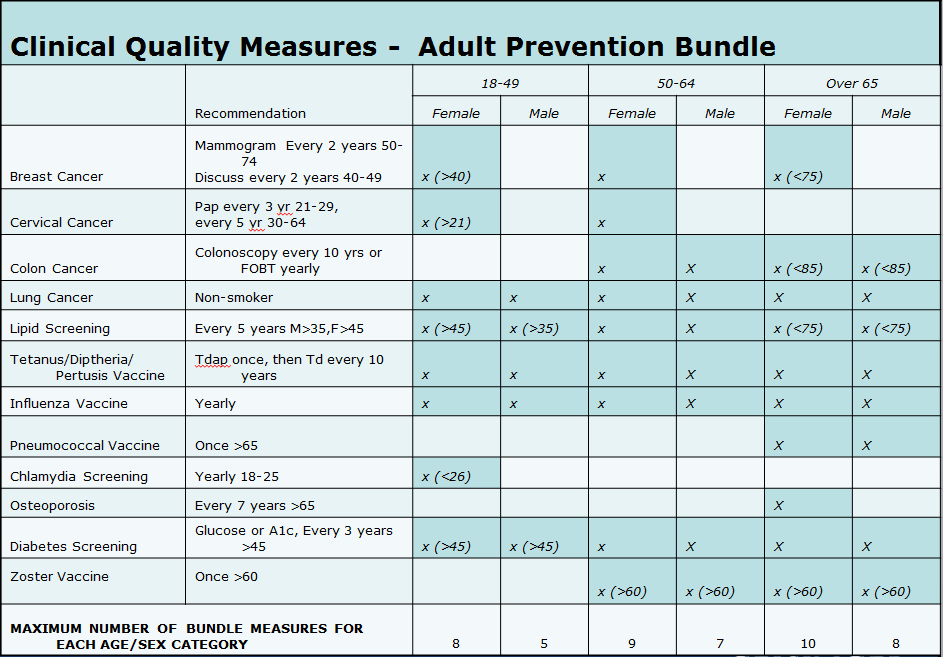 Clinical Quality Measures - Adult Prevention Bundle
18-49 50-64 Over 65
Recommendation Female Male Female Male Female Male
Mammogram Every 2 years 50-
74
Breast Cancer Discuss every 2 years 40-49 x (>40) x x (<75)
Pap every 3 yr 21-29,
Cervical Cancer every 5 yr 30-64 x (>21) x
Colonoscopy every 10 yrs or
Colon Cancer FOBT yearly x X x (<85) x (<85)
Lung Cancer Non-smoker x x x X X X
Lipid Screening Every 5 years M>35,F>45 x (>45) x (>35) x X x (<75) x (<75)
Tetanus/Diptheria/ Tdap once, then Td every 10
Pertusis Vaccine years x x x X X X
Influenza Vaccine Yearly x x x X X X
Pneumococcal Vaccine Once >65 X X
Chlamydia Screening Yearly 18-25 x (<26)
Osteoporosis Every 7 years >65 X
Glucose or A1c, Every 3 years
Diabetes Screening >45 x (>45) x (>45) x X X X
Zoster Vaccine Once >60
x (>60) x (>60) x (>60) x (>60)
MAXIMUM NUMBER OF BUNDLE MEASURES FOR
EACH AGE/SEX CATEGORY 8 5 9 7 10 8